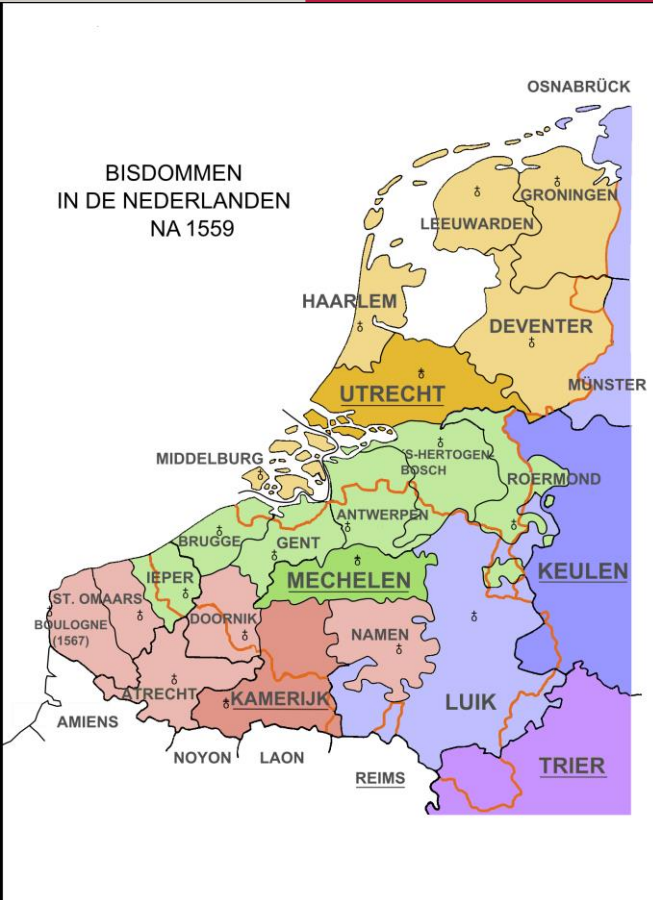 OSNABRÜCK
BISDOMMEN
IN DE NEDERLANDEN
NA 1559
GRONINGEN
LEEUWARDEN
HAARLEM
DEVENTER
MÜNSTER
UTRECHT
MIDDELBURG
'S-HERTOGEN-
BOSCH
ROERMOND
ANTWERPEN
BRUGGE
GENT
KEULEN
IEPER
MECHELEN
ST. OMAARS
DOORNIK
BOULOGNE
(1567)
NAMEN
ATRECHT
KAMERIJK
LUIK
AMIENS
NOYON
LAON
TRIER
REIMS